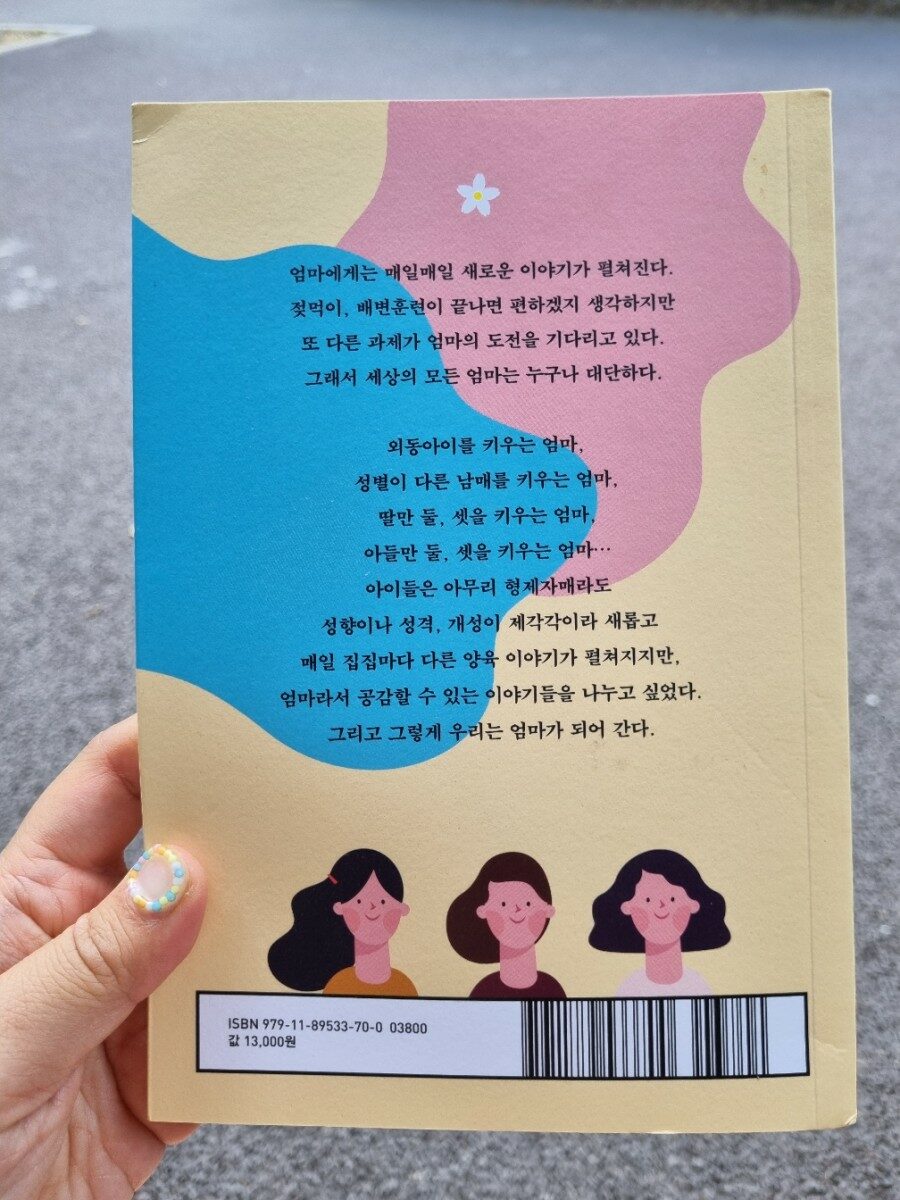 엄마에게는 매일매일 새로운 이야기가 펼쳐진다.
젖먹이, 배변훈련이 끝나면 편하겠지 생각하지만
또 다른 과제가 엄마의 도전을 기다리고 있다.
그래서 세상의 모든 엄마는 누구나 대단하다.
외동아이를 키우는 엄마,
성별이 다른 남매를 키우는 엄마,
딸만 둘, 셋을 키우는 엄마,
아들만 둘, 셋을 키우는 엄마…
아이들은 아무리 형제자매라도
성향이나 성격, 개성이 제각각이라 새롭고
매일 집집마다 다른 양육 이야기가 펼쳐지지만,
엄마라서 공감할 수 있는 이야기들을 나누고 싶었다.
그리고 그렇게 우리는 엄마가 되어 간다.
ISBN 979-11-89533-70-0 03800
값 13,000원